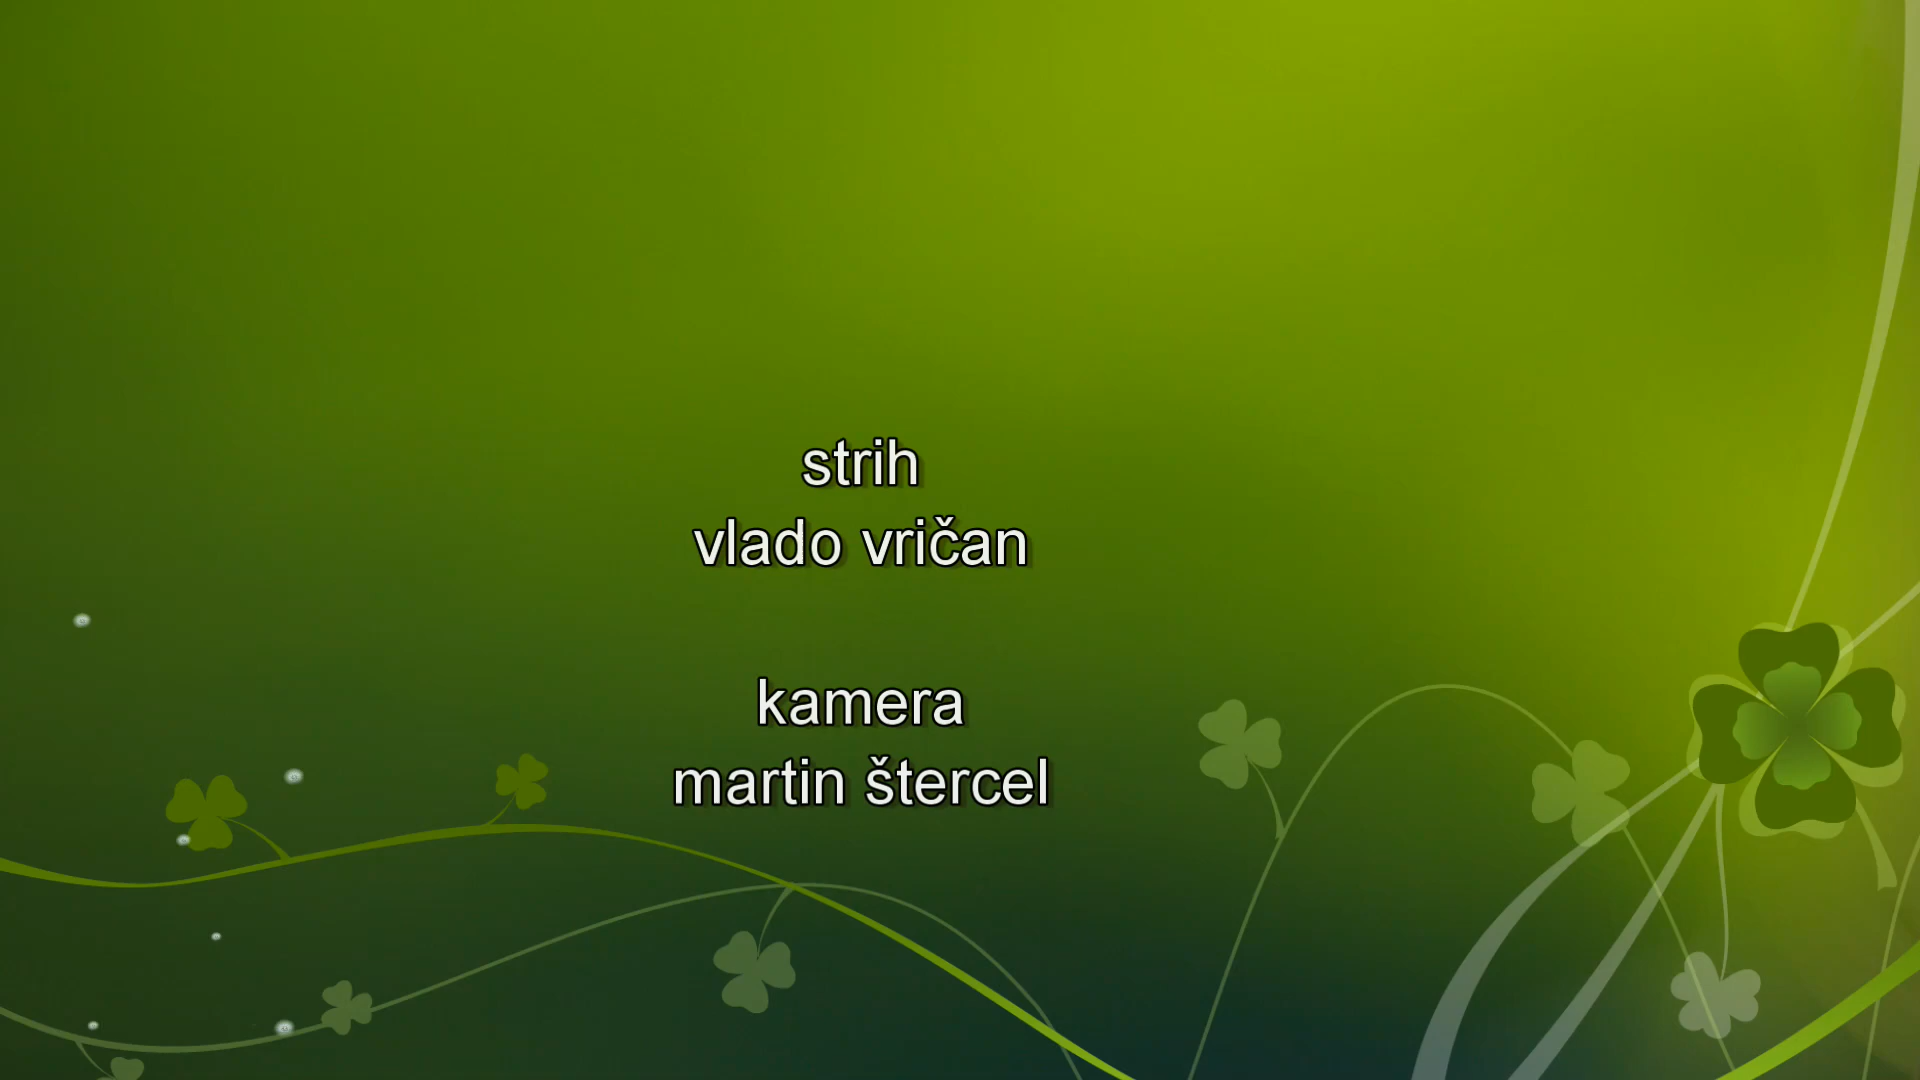 strih
vlado vričan
kamera
martin štercel